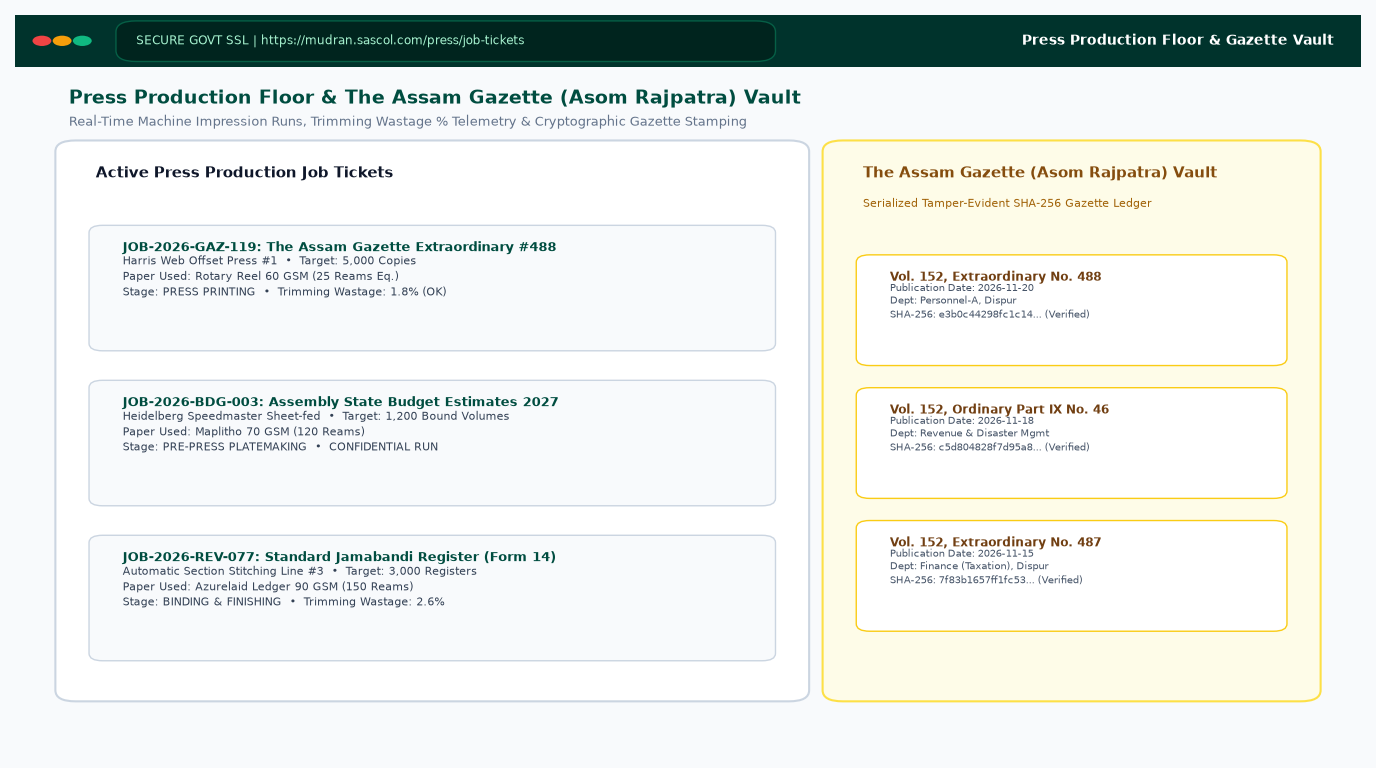 SECURE GOVT SSL | https://mudran.sascol.com/press/job-tickets
Press Production Floor & Gazette Vault
Press Production Floor & The Assam Gazette (Asom Rajpatra) Vault
Real-Time Machine Impression Runs, Trimming Wastage % Telemetry & Cryptographic Gazette Stamping
Active Press Production Job Tickets
JOB-2026-GAZ-119: The Assam Gazette Extraordinary #488
Harris Web Offset Press #1 • Target: 5,000 Copies
Paper Used: Rotary Reel 60 GSM (25 Reams Eq.)
Stage: PRESS PRINTING • Trimming Wastage: 1.8% (OK)
JOB-2026-BDG-003: Assembly State Budget Estimates 2027
Heidelberg Speedmaster Sheet-fed • Target: 1,200 Bound Volumes
Paper Used: Maplitho 70 GSM (120 Reams)
Stage: PRE-PRESS PLATEMAKING • CONFIDENTIAL RUN
JOB-2026-REV-077: Standard Jamabandi Register (Form 14)
Automatic Section Stitching Line #3 • Target: 3,000 Registers
Paper Used: Azurelaid Ledger 90 GSM (150 Reams)
Stage: BINDING & FINISHING • Trimming Wastage: 2.6%
The Assam Gazette (Asom Rajpatra) Vault
Serialized Tamper-Evident SHA-256 Gazette Ledger
Vol. 152, Extraordinary No. 488
Publication Date: 2026-11-20
Dept: Personnel-A, Dispur
SHA-256: e3b0c44298fc1c14... (Verified)
Vol. 152, Ordinary Part IX No. 46
Publication Date: 2026-11-18
Dept: Revenue & Disaster Mgmt
SHA-256: c5d804828f7d95a8... (Verified)
Vol. 152, Extraordinary No. 487
Publication Date: 2026-11-15
Dept: Finance (Taxation), Dispur
SHA-256: 7f83b1657ff1fc53... (Verified)